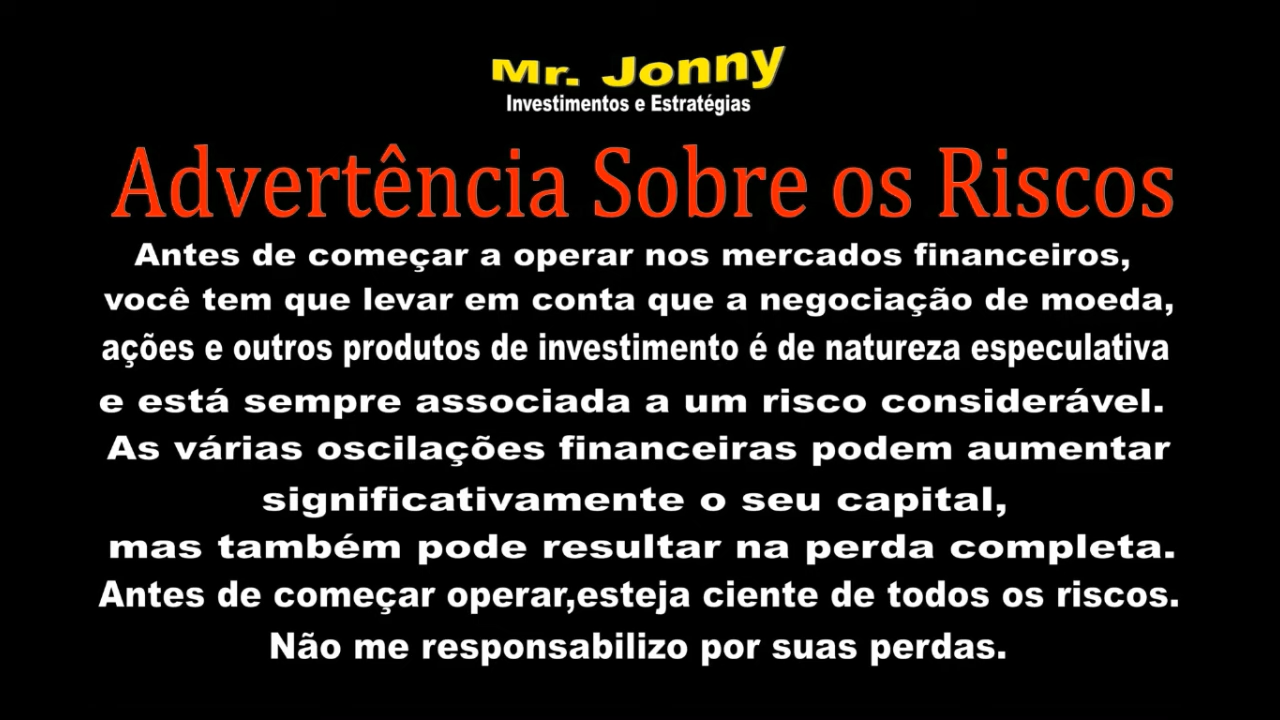 Mr. Jonny
Investimentos e Estratégias
Advertência Sobre os Riscos
Antes de começar a operar nos mercados financeiros,
você tem que levar em conta que a negociação de moeda,
ações e outros produtos de investimento é de natureza especulativa
e está sempre associada a um risco considerável.
As várias oscilações financeiras podem aumentar
significativamente o seu capital,
mas também pode resultar na perda completa.
Antes de começar operar,esteja ciente de todos os riscos.
Não me responsabilizo por suas perdas.